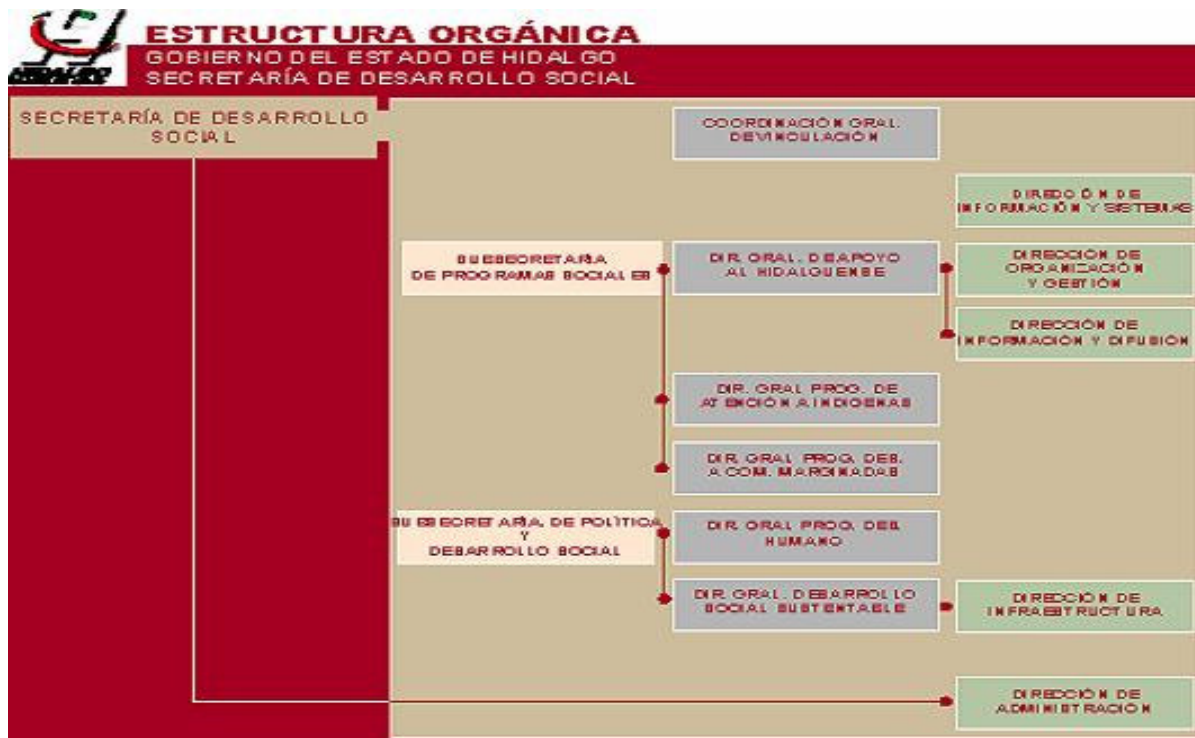 ESTRUCTURA ORGÁNICA
GOBIERNO DEL ESTADO DE HIDALGO
SECRETARÍA DE DESARROLLO SOCIAL
SECRETARÍA DE DESARROLLO
SOCIAL
COORDINACIÓN GRAL.
DE VINCULACIÓN
DIRECCIÓN DE
INFORMACIÓN Y SISTEMAS
SUBSECRETARÍA
DE PROGRAMAS SOCIALES
DIR. GRAL. DE APOYO
AL HIDALGUENSE
DIRECCIÓN DE
ORGANIZACIÓN
Y GESTIÓN
DIRECCIÓN DE
INFORMACIÓN Y DIFUSIÓN
DIR. GRAL PROG. DE
ATENCIÓN A INDIGENAS
DIR. GRAL PROG. DES.
A COM. MARGINADAS
SUBSECRETARÍA. DE POLÍTICA
Y
DESARROLLO SOCIAL
DIR. GRAL PROG. DES.
HUMANO
DIR. GRAL. DESARROLLO
SOCIAL SUSTENTABLE
DIRECCIÓN DE
INFRAESTRUCTURA
DIRECCIÓN DE
ADMINISTRACIÓN